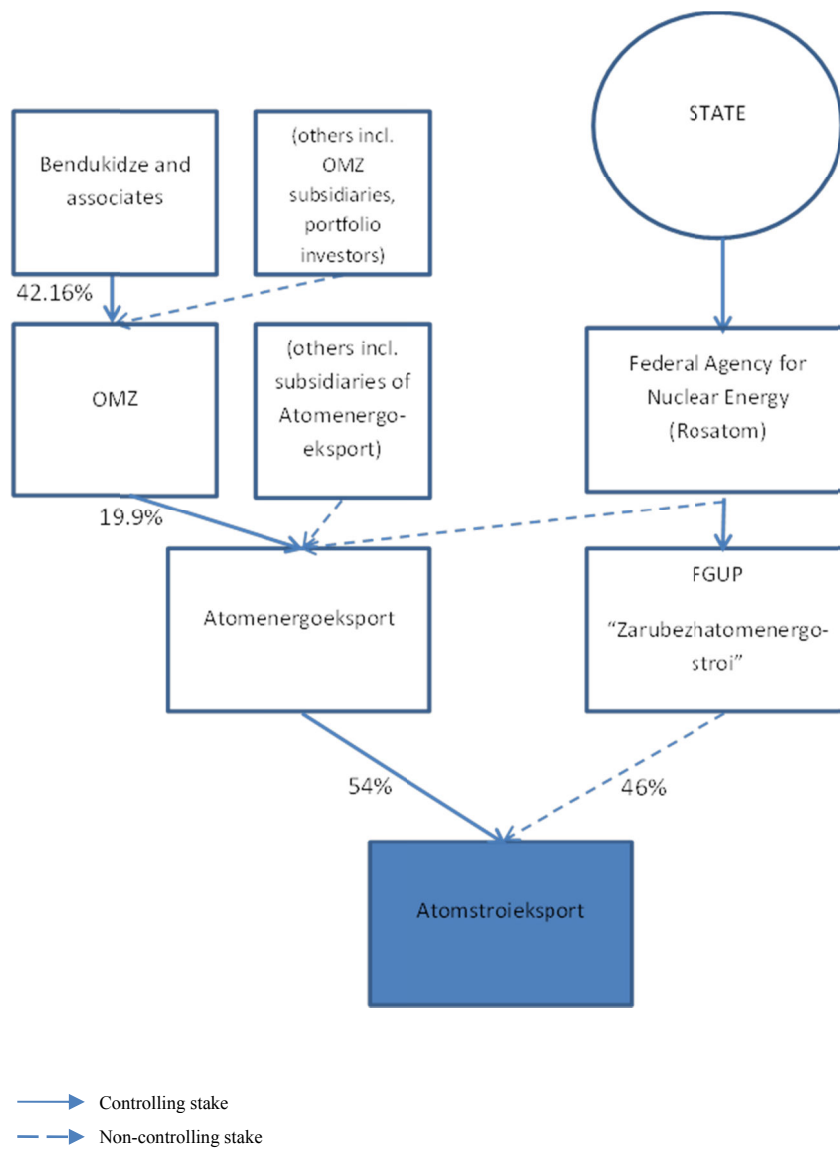 STATE
Bendukidze and
associates
(others incl.
OMZ
subsidiaries,
portfolio
investors)
42.16%
OMZ
(others incl.
subsidiaries of
Atomenergo-
eksport)
Federal Agency for
Nuclear Energy
(Rosatom)
19.9%
Atomenergoeksport
FGUP
“Zarubezhatomenergo-
stroi”
54%
46%
Atomstroieksport
Controlling stake
Non-controlling stake